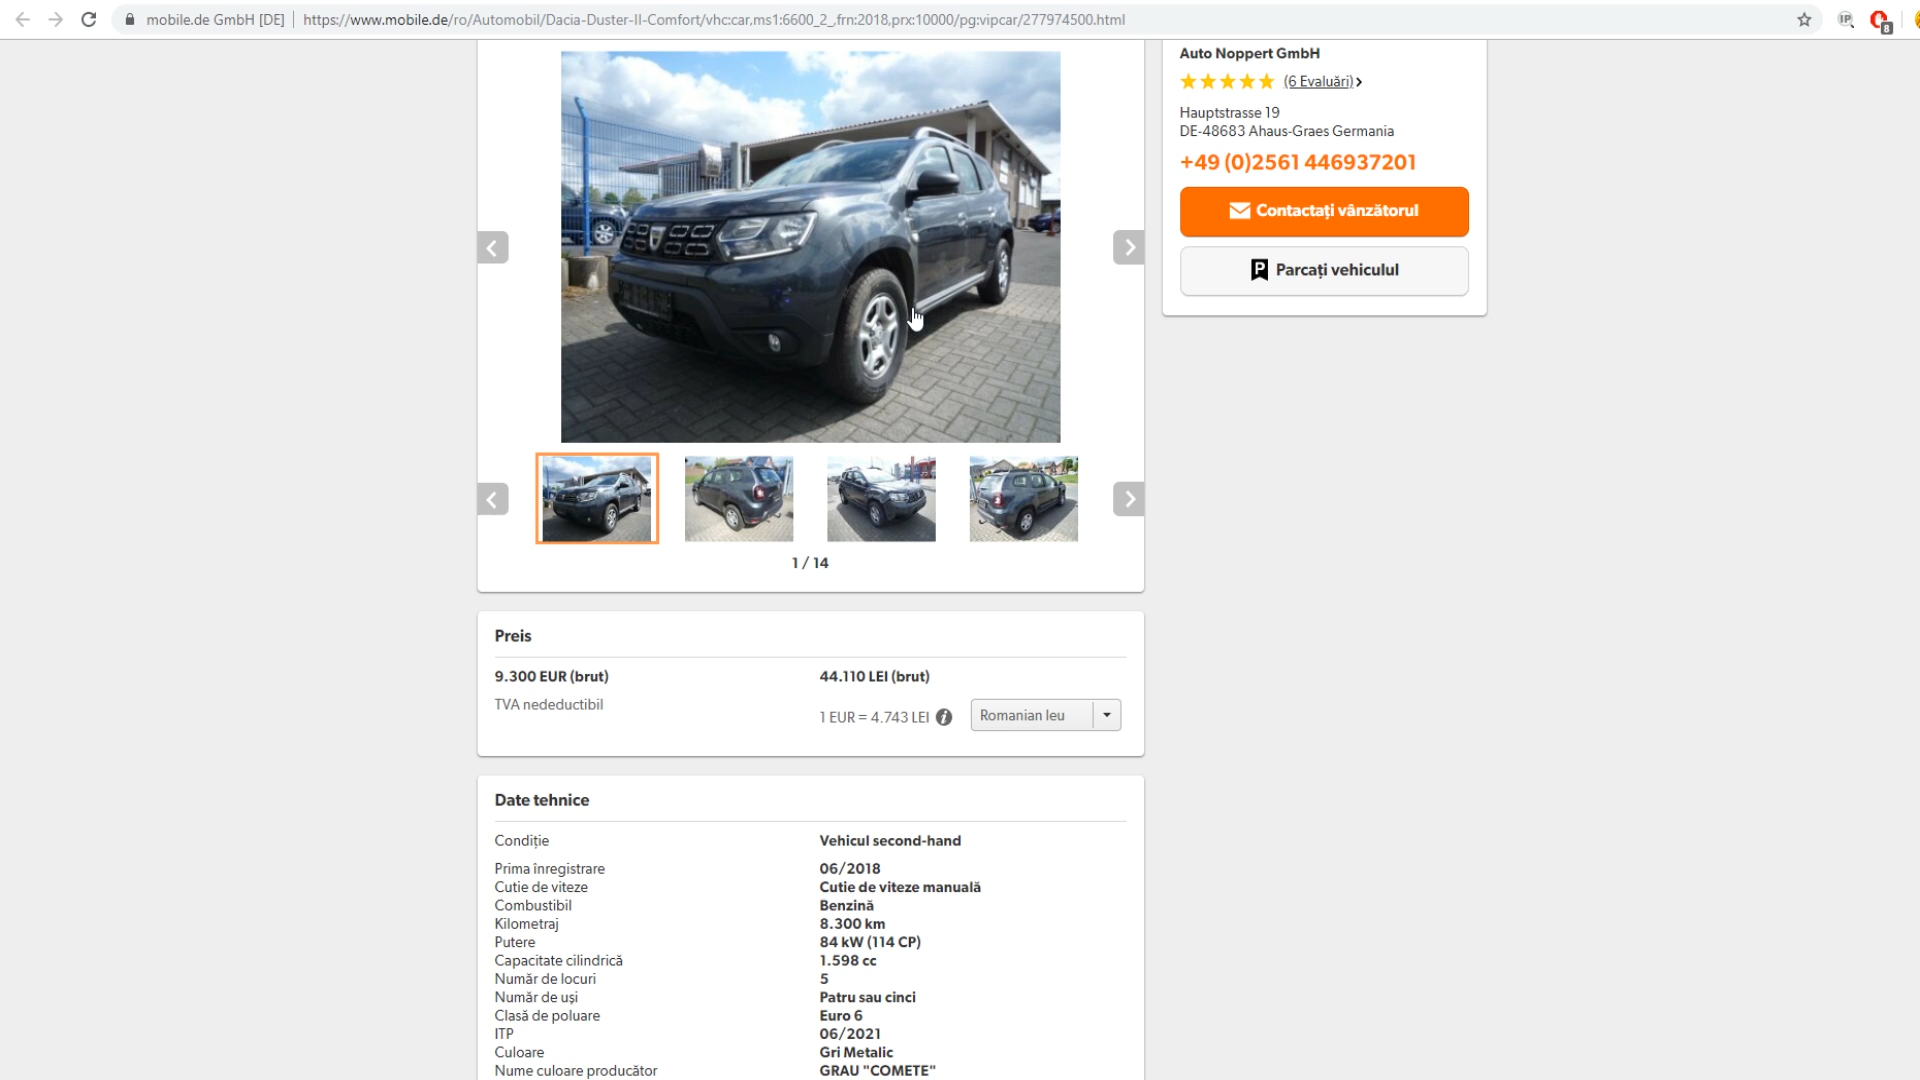 mobile.de GmbH [DE] https://www.mobile.de/ro/Automobil/Dacia-Duster-II-Comfort/vhc:car,ms1:6600_2_,frn:2018,prx:10000/pg:vipcar/277974500.html
IP
8
Auto Noppert GmbH
(6 Evaluări)
Hauptstrasse 19
DE-48683 Ahaus-Graes Germania
+49 (0)2561 446937201
Contactați vânzătorul
P Parcați vehiculul
1 / 14
Preis
9.300 EUR (brut) 44.110 LEI (brut)
TVA nedeductibil
1 EUR = 4.743 LEI i Romanian leu
Date tehnice
Condiție Vehicul second-hand
Prima înregistrare 06/2018
Cutie de viteze Cutie de viteze manuală
Combustibil Benzină
Kilometraj 8.300 km
Putere 84 kW (114 CP)
Capacitate cilindrică 1.598 cc
Număr de locuri 5
Număr de uși Patru sau cinci
Clasă de poluare Euro 6
ITP 06/2021
Culoare Gri Metalic
Nume culoare producător GRAU "COMETE"